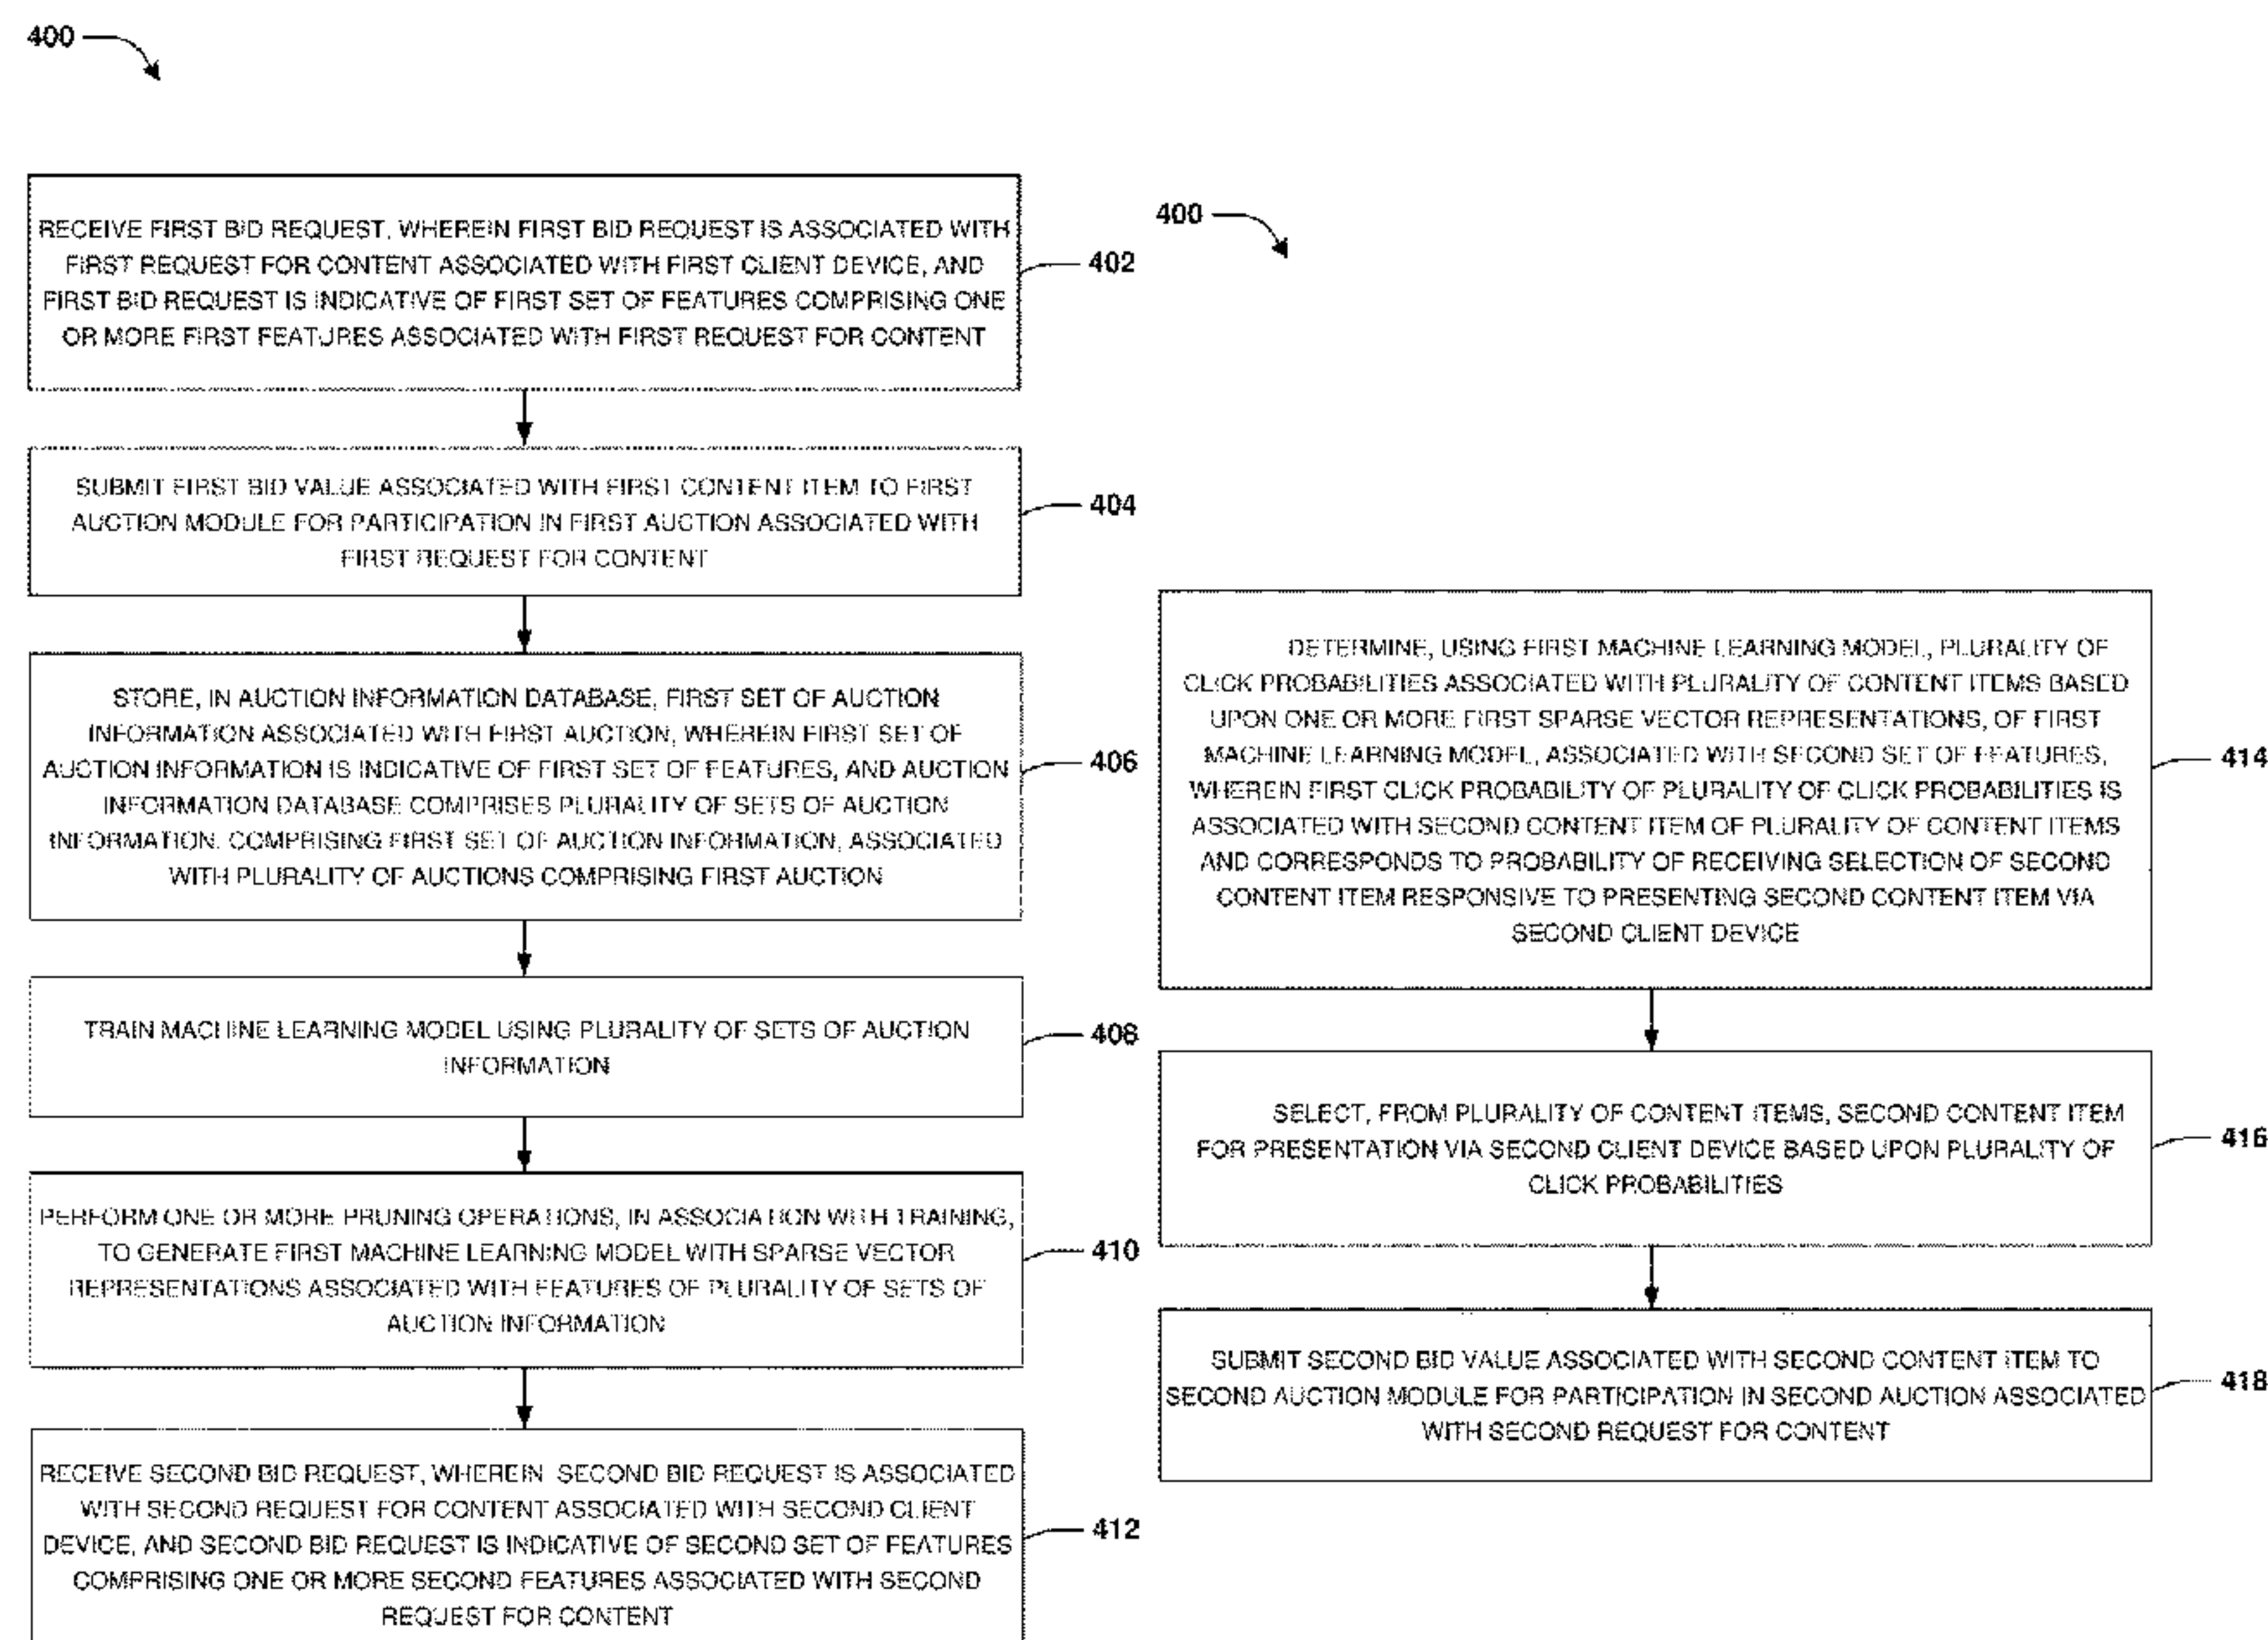 400
RECEIVE FIRST BID REQUEST, WHEREIN FIRST BID REQUEST IS ASSOCIATED WITH
FIRST REQUEST FOR CONTENT ASSOCIATED WITH FIRST CLIENT DEVICE, AND
FIRST BID REQUEST IS INDICATIVE OF FIRST SET OF FEATURES COMPRISING ONE
OR MORE FIRST FEATURES ASSOCIATED WITH FIRST REQUEST FOR CONTENT
402
SUBMIT FIRST BID VALUE ASSOCIATED WITH FIRST CONTENT ITEM TO FIRST
AUCTION MODULE FOR PARTICIPATION IN FIRST AUCTION ASSOCIATED WITH
FIRST REQUEST FOR CONTENT
404
STORE, IN AUCTION INFORMATION DATABASE, FIRST SET OF AUCTION
INFORMATION ASSOCIATED WITH FIRST AUCTION, WHEREIN FIRST SET OF
AUCTION INFORMATION IS INDICATIVE OF FIRST SET OF FEATURES, AND AUCTION
INFORMATION DATABASE COMPRISES PLURALITY OF SETS OF AUCTION
INFORMATION, COMPRISING FIRST SET OF AUCTION INFORMATION, ASSOCIATED
WITH PLURALITY OF AUCTIONS COMPRISING FIRST AUCTION
406
TRAIN MACHINE LEARNING MODEL USING PLURALITY OF SETS OF AUCTION
INFORMATION
408
PERFORM ONE OR MORE PRUNING OPERATIONS, IN ASSOCIATION WITH TRAINING,
TO GENERATE FIRST MACHINE LEARNING MODEL WITH SPARSE VECTOR
REPRESENTATIONS ASSOCIATED WITH FEATURES OF PLURALITY OF SETS OF
AUCTION INFORMATION
410
RECEIVE SECOND BID REQUEST, WHEREIN SECOND BID REQUEST IS ASSOCIATED
WITH SECOND REQUEST FOR CONTENT ASSOCIATED WITH SECOND CLIENT
DEVICE, AND SECOND BID REQUEST IS INDICATIVE OF SECOND SET OF FEATURES
COMPRISING ONE OR MORE SECOND FEATURES ASSOCIATED WITH SECOND
REQUEST FOR CONTENT
412
400
DETERMINE, USING FIRST MACHINE LEARNING MODEL, PLURALITY OF
CLICK PROBABILITIES ASSOCIATED WITH PLURALITY OF CONTENT ITEMS BASED
UPON ONE OR MORE FIRST SPARSE VECTOR REPRESENTATIONS, OF FIRST
MACHINE LEARNING MODEL, ASSOCIATED WITH SECOND SET OF FEATURES,
WHEREIN FIRST CLICK PROBABILITY OF PLURALITY OF CLICK PROBABILITIES IS
ASSOCIATED WITH SECOND CONTENT ITEM OF PLURALITY OF CONTENT ITEMS
AND CORRESPONDS TO PROBABILITY OF RECEIVING SELECTION OF SECOND
CONTENT ITEM RESPONSIVE TO PRESENTING SECOND CONTENT ITEM VIA
SECOND CLIENT DEVICE
414
SELECT, FROM PLURALITY OF CONTENT ITEMS, SECOND CONTENT ITEM
FOR PRESENTATION VIA SECOND CLIENT DEVICE BASED UPON PLURALITY OF
CLICK PROBABILITIES
416
SUBMIT SECOND BID VALUE ASSOCIATED WITH SECOND CONTENT ITEM TO
SECOND AUCTION MODULE FOR PARTICIPATION IN SECOND AUCTION ASSOCIATED
WITH SECOND REQUEST FOR CONTENT
418